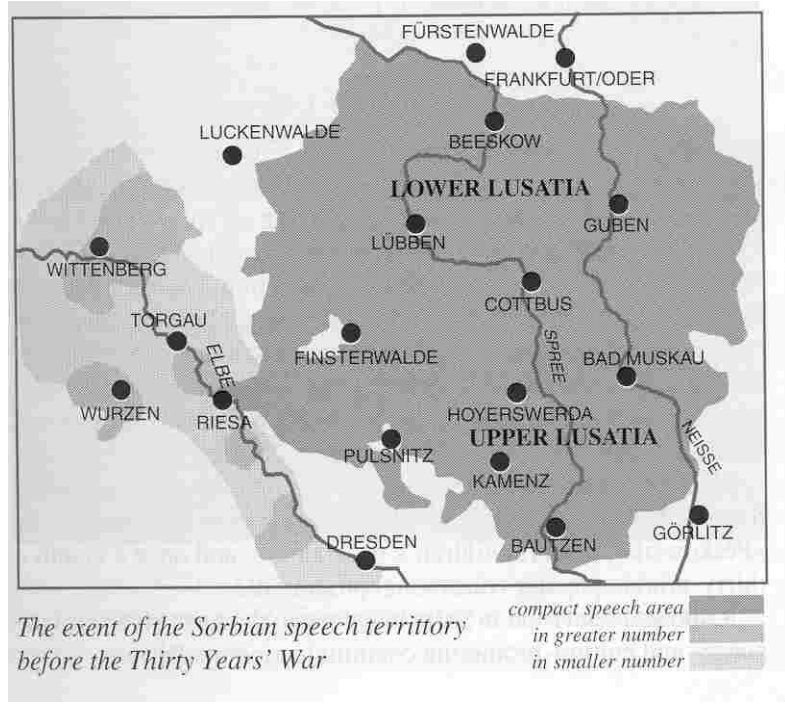 FÜRSTENWALDE
FRANKFURT/ODER
LUCKENWALDE
BEESKOW
LOWER LUSATIA
GUBEN
LÜBBEN
WITTENBERG
COTTBUS
TORGAU
ELBE
FINSTERWALDE
SPREE
BAD MUSKAU
WURZEN
RIESA
HOYERSWERDA
UPPER LUSATIA
NEISSE
PULSNITZ
KAMENZ
DRESDEN
BAUTZEN
GÖRLITZ
The exent of the Sorbian speech territtory
before the Thirty Years' War
compact speech area
in greater number
in smaller number